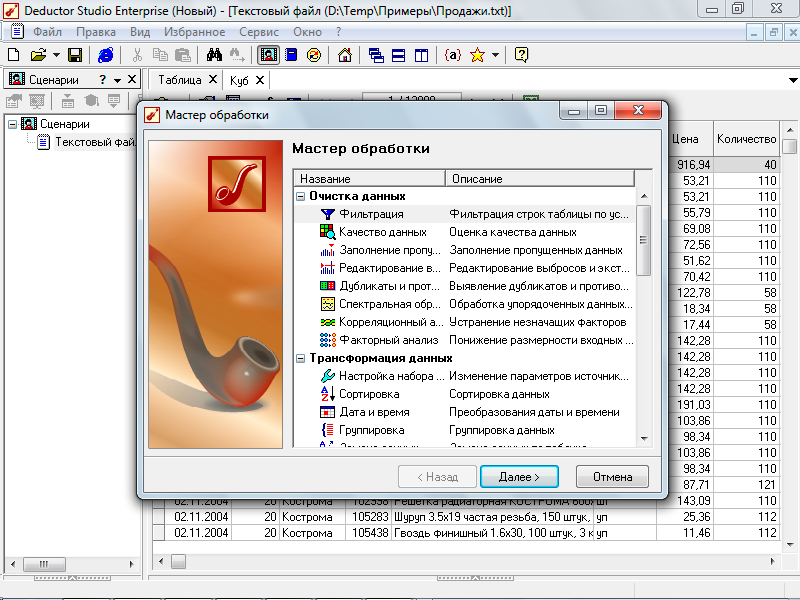 Deductor Studio Enterprise (Новый) - [Текстовый файл (D:\Temp\Примеры\Продажи.txt)]
Файл Правка Вид Избранное Сервис Окно ?
Сценарии ? Таблица Куб
Сценарии
Текстовый фай
Мастер обработки
Мастер обработки
Название Описание
Очистка данных
Фильтрация Фильтрация строк таблицы по ус...
Качество данных Оценка качества данных
Заполнение пропу... Заполнение пропущенных данных
Редактирование в... Редактирование выбросов и экст...
Дубликаты и прот... Выявление дубликатов и противо...
Спектральная обр... Обработка упорядоченных данных...
Корреляционный а... Устранение незначащих факторов
Факторный анализ Понижение размерности входных ...
Трансформация данных
Настройка набора ... Изменение параметров источник...
Сортировка Сортировка данных
Дата и время Преобразования даты и времени
Группировка Группировка данных
< Назад Далее > Отмена
Цена Количество
916,94 40
53,21 110
53,21 110
55,79 110
69,08 110
72,56 110
51,62 110
70,42 110
122,78 58
18,34 58
17,44 58
142,28 110
142,28 110
142,28 110
142,28 110
191,03 110
103,86 110
98,34 110
103,86 110
98,34 110
87,71 121
02.11.2004 20 Кострома 102558 Решетка радиаторная КОСТРОМА 600x шт 143,09 110
02.11.2004 20 Кострома 105283 Шуруп 3.5x19 частая резьба, 150 штук, уп 25,36 112
02.11.2004 20 Кострома 105438 Гвоздь финишный 1.6x30, 100 штук, 3 к уп 11,46 112